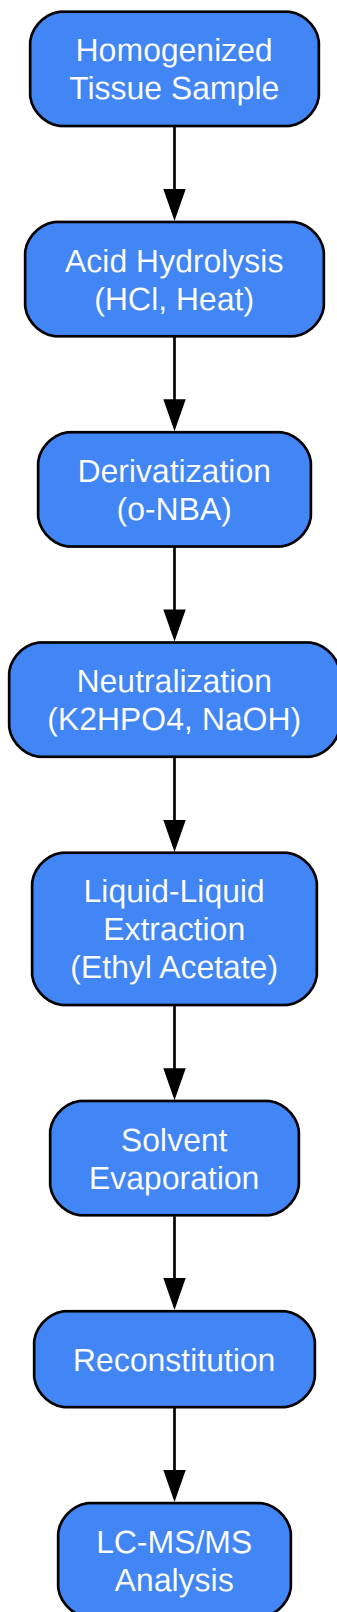 Homogenized
Tissue Sample
Acid Hydrolysis
(HCl, Heat)
Derivatization
(o-NBA)
Neutralization
(K2HPO4, NaOH)
Liquid-Liquid
Extraction
(Ethyl Acetate)
Solvent
Evaporation
Reconstitution
LC-MS/MS
Analysis